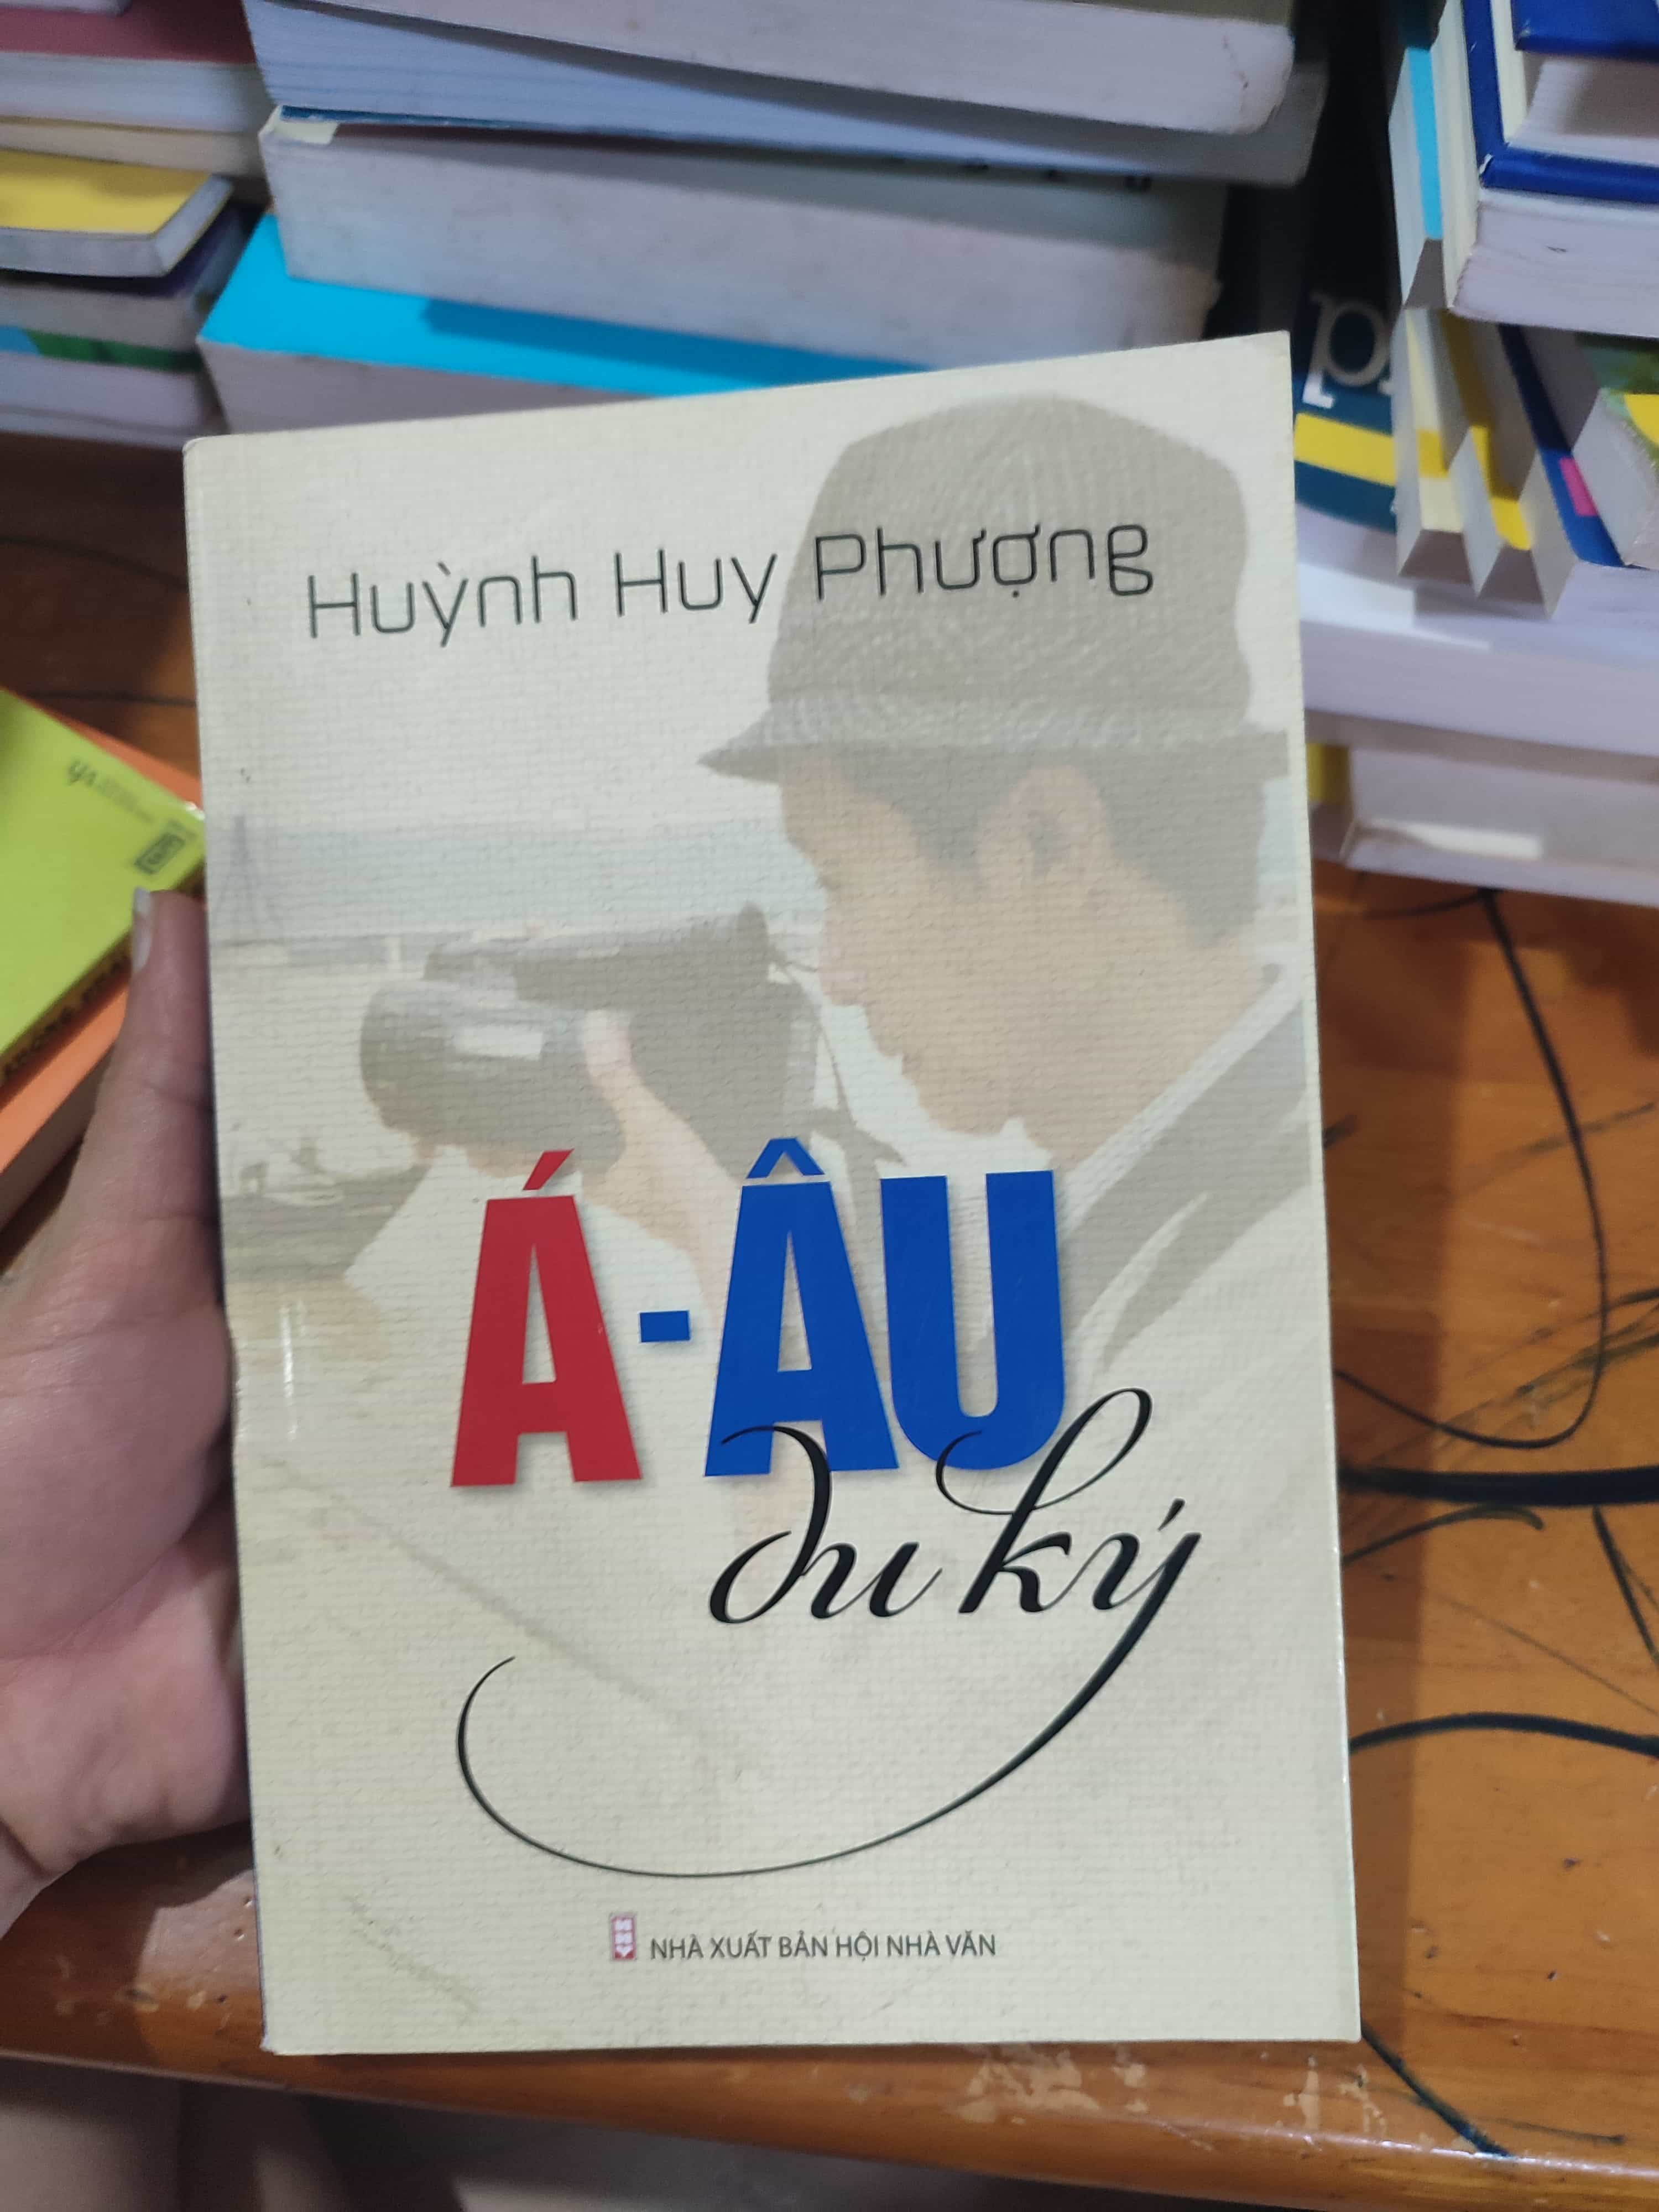 Huỳnh Huy Phượng
Á-ÂU
du ký
NHÀ XUẤT BẢN HỘI NHÀ VĂN